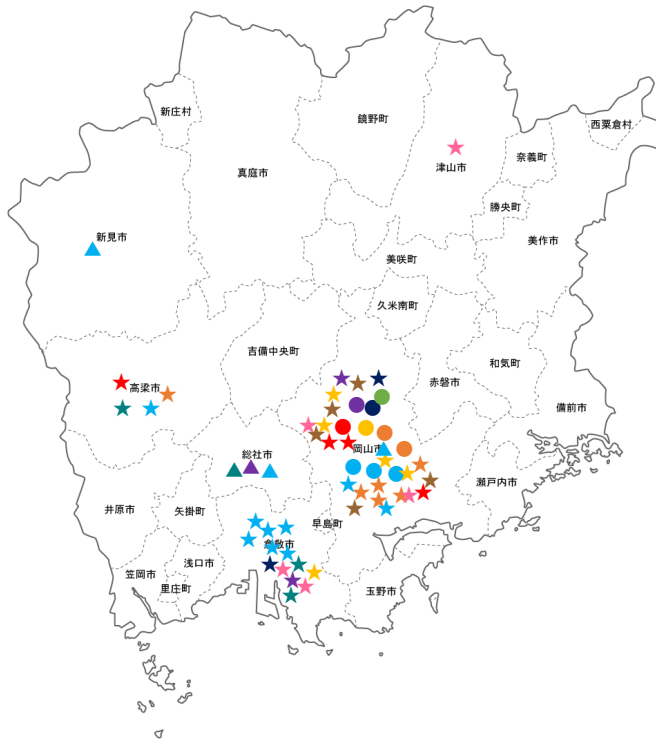 新庄村
鏡野町
西粟倉村
真庭市
津山市
奈義町
勝央町
新見市
美作市
美咲町
久米南町
吉備中央町
和気町
赤磐市
高梁市
備前市
岡山市
総社市
瀬戸内市
井原市
矢掛町
早島町
倉敷市
浅口市
笠岡市
里庄町
玉野市